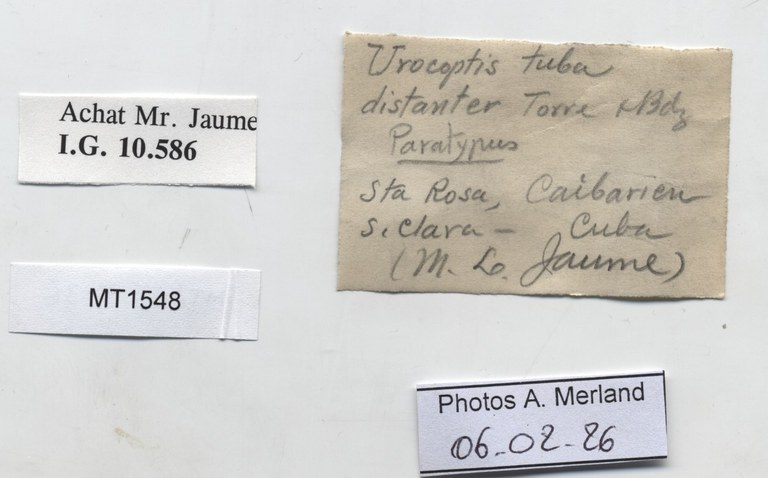 Achat Mr. Jaume
I.G. 10.586
MT1548
Urocoptis tuba
distanter Torre & Bdz
Paratypus
Sta Rosa, Caibarien
S. Clara - Cuba
(M. L. Jaume)
Photos A. Merland
06-02-26